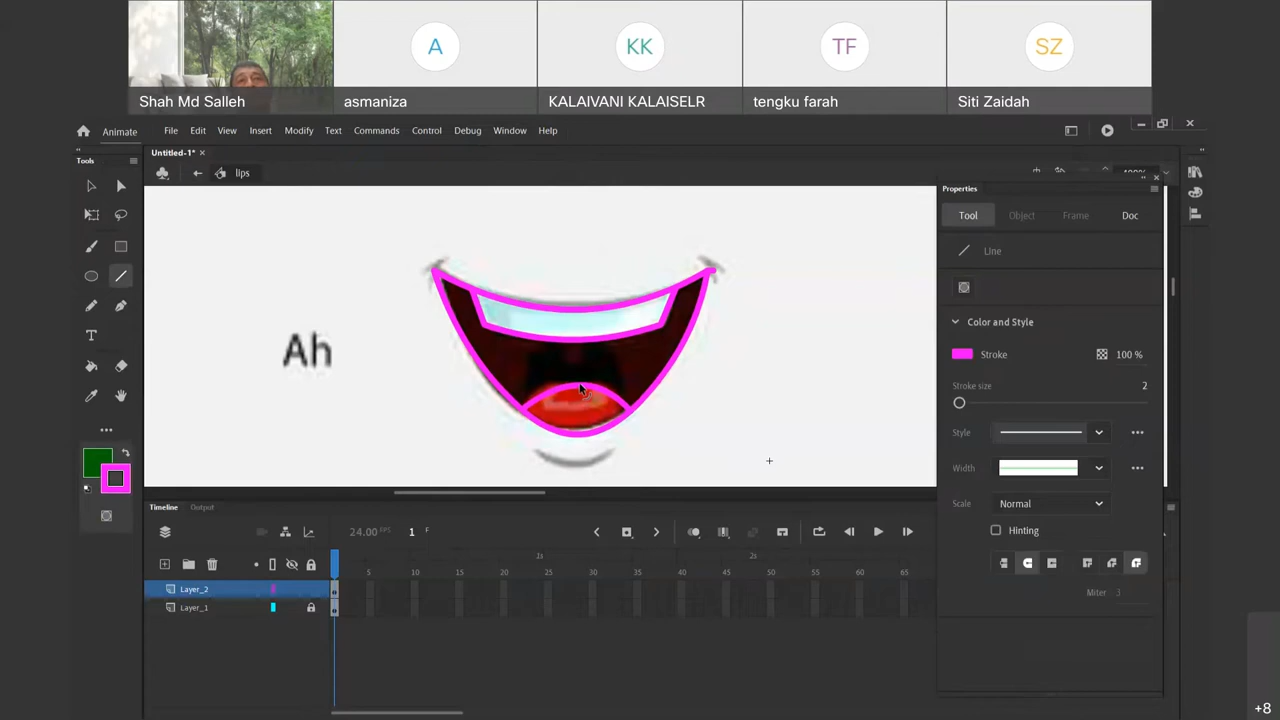 A
KK
TF
SZ
Shah Md Salleh
asmaniza
KALAIVANI KALAISELR
tengku farah
Siti Zaidah
Animate
File Edit View Insert Modify Text Commands Control Debug Window Help
Untitled-1*
Tools
lips
Properties
Tool Object Frame Doc
Line
Color and Style
Stroke 100 %
Stroke size 2
Style
Width
Scale Normal
Hinting
Miter 3
Ah
Timeline Output
24.00 FPS 1 F
1s 2s
5 10 15 20 25 30 35 40 45 50 55 60 65
Layer_2
Layer_1
+8